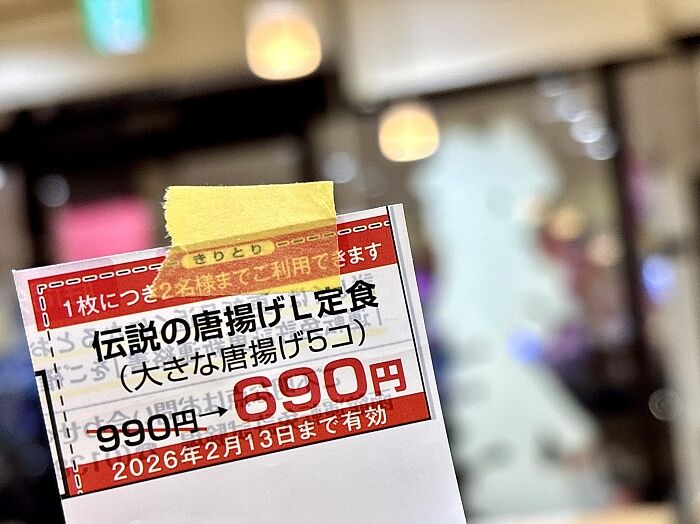 きりとり
1枚につき2名様までご利用できます
伝説の唐揚げL定食
（大きな唐揚げ5コ）
990円→690円
2026年2月13日まで有効